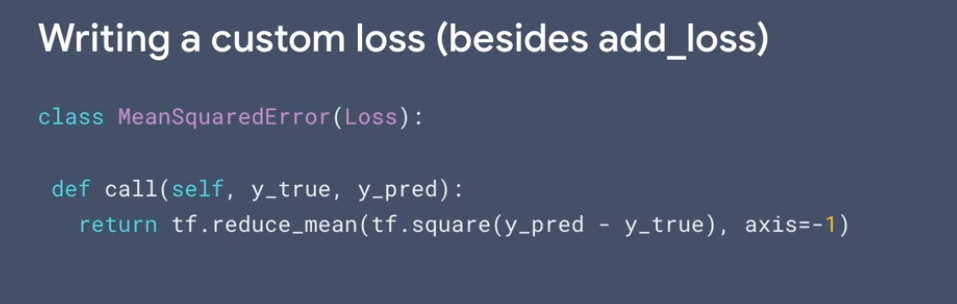 Writing a custom loss (besides add_loss)
class MeanSquaredError(Loss):
def call(self, y_true, y_pred):
return tf.reduce_mean(tf.square(y_pred - y_true), axis=-1)